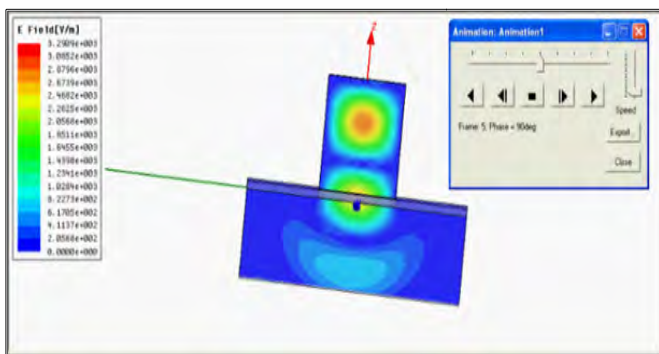 E Field[V/m]
3.2909e+003
3.0852e+003
2.8796e+003
2.6739e+003
2.4682e+003
2.2625e+003
2.0568e+003
1.8511e+003
1.6455e+003
1.4398e+003
1.2341e+003
1.0284e+003
8.2273e+002
6.1705e+002
4.1137e+002
2.0568e+002
0.0000e+000
Z
Animation: Animation1
Speed
Frame: 5: Phase = 90deg
Export...
Close